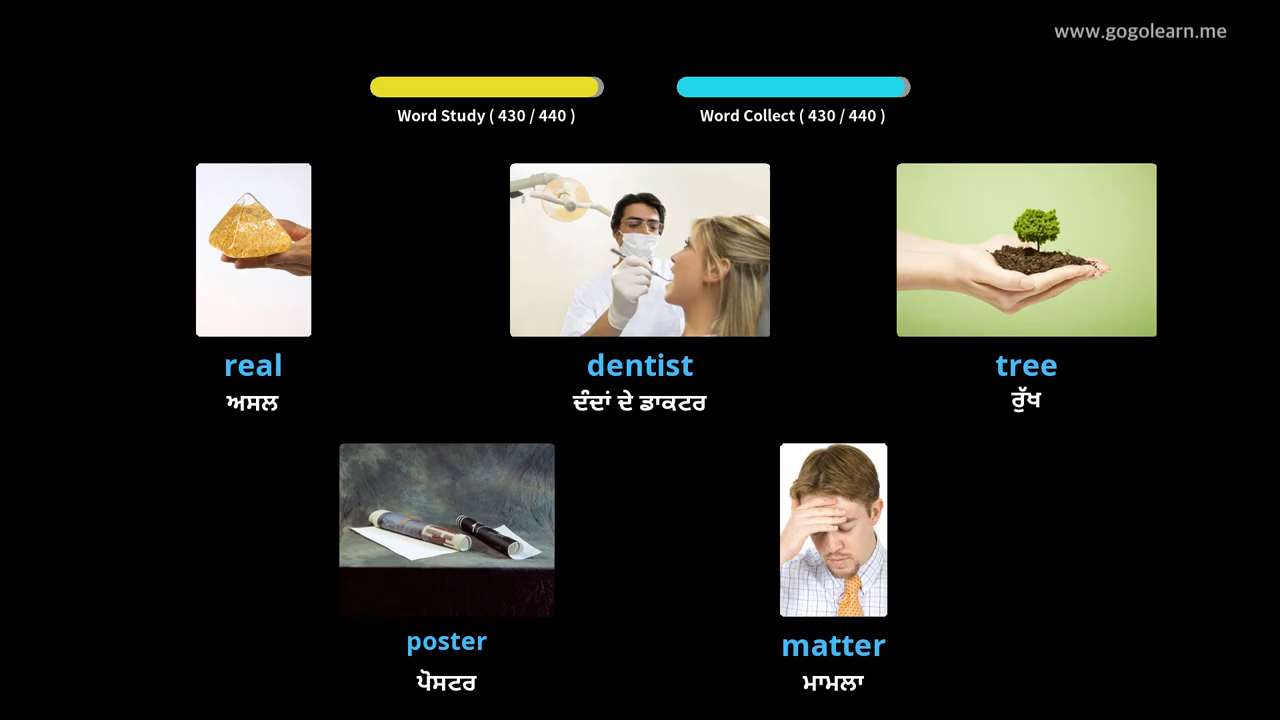 www.gogolearn.me
Word Study ( 430 / 440 )
Word Collect ( 430 / 440 )
real
ਅਸਲ
dentist
ਦੰਦਾਂ ਦੇ ਡਾਕਟਰ
tree
ਰੁੱਖ
poster
ਪੋਸਟਰ
matter
ਮਾਮਲਾ